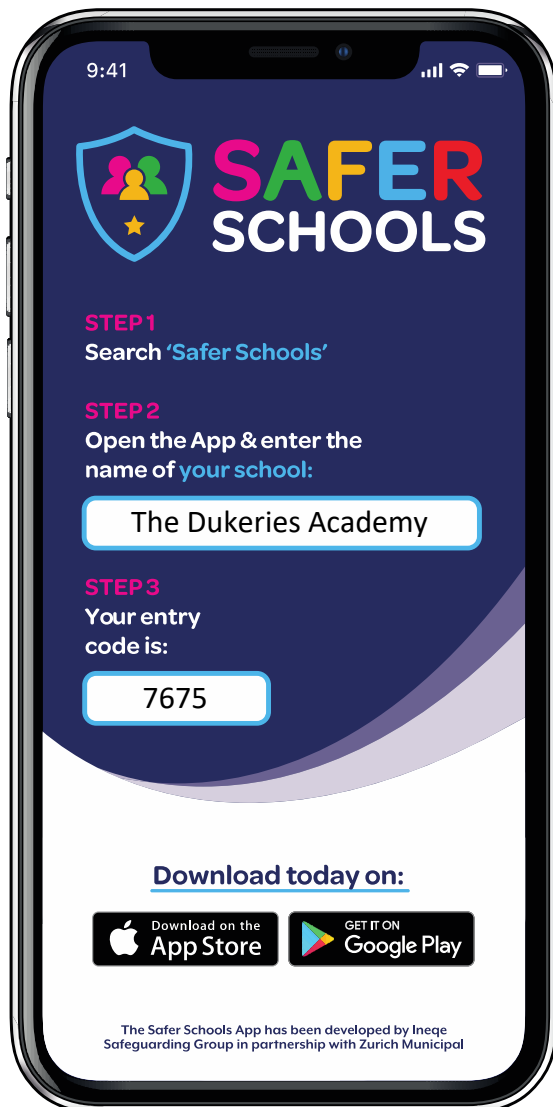 9:41
SAFER
SCHOOLS
STEP 1
Search ‘Safer Schools’
STEP 2
Open the App & enter the
name of your school:
The Dukeries Academy
STEP 3
Your entry
code is:
7675
Download today on:
Download on the
App Store
GET IT ON
Google Play
The Safer Schools App has been developed by Ineqe
Safeguarding Group in partnership with Zurich Municipal